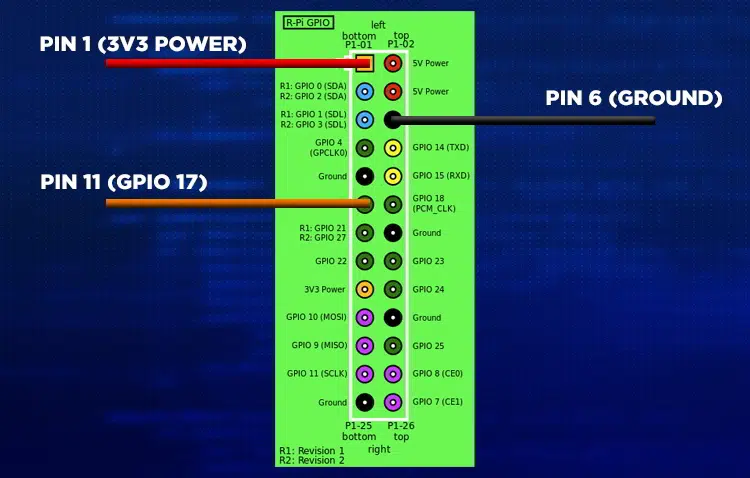 R-Pi GPIO
left
bottom top
P1-01 P1-02
PIN 1 (3V3 POWER)
5V Power
R1: GPIO 0 (SDA)
R2: GPIO 2 (SDA)
5V Power
PIN 6 (GROUND)
R1: GPIO 1 (SDL)
R2: GPIO 3 (SDL)
GPIO 4
(GPCLK0)
GPIO 14 (TXD)
Ground
GPIO 15 (RXD)
PIN 11 (GPIO 17)
GPIO 18
(PCM_CLK)
R1: GPIO 21
R2: GPIO 27
Ground
GPIO 22
GPIO 23
3V3 Power
GPIO 24
GPIO 10 (MOSI)
Ground
GPIO 9 (MISO)
GPIO 25
GPIO 11 (SCLK)
GPIO 8 (CE0)
Ground
GPIO 7 (CE1)
P1-25 P1-26
bottom top
right
R1: Revision 1
R2: Revision 2